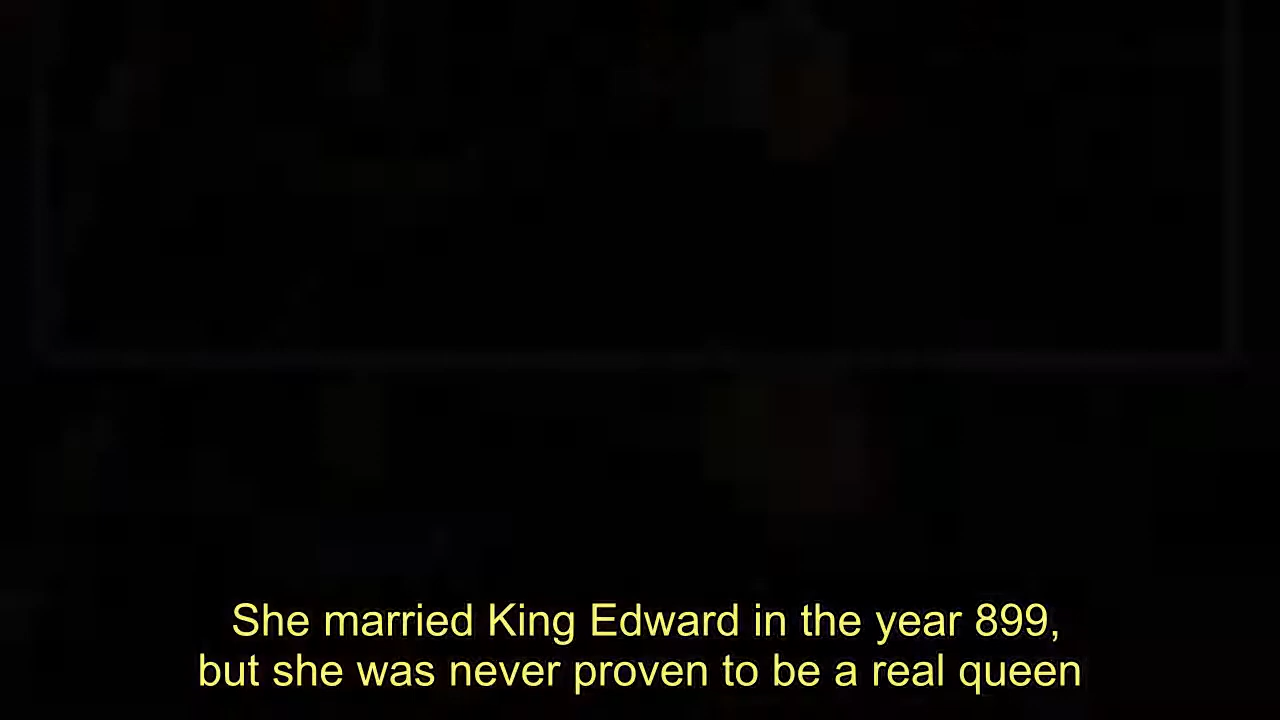 She married King Edward in the year 899,
but she was never proven to be a real queen